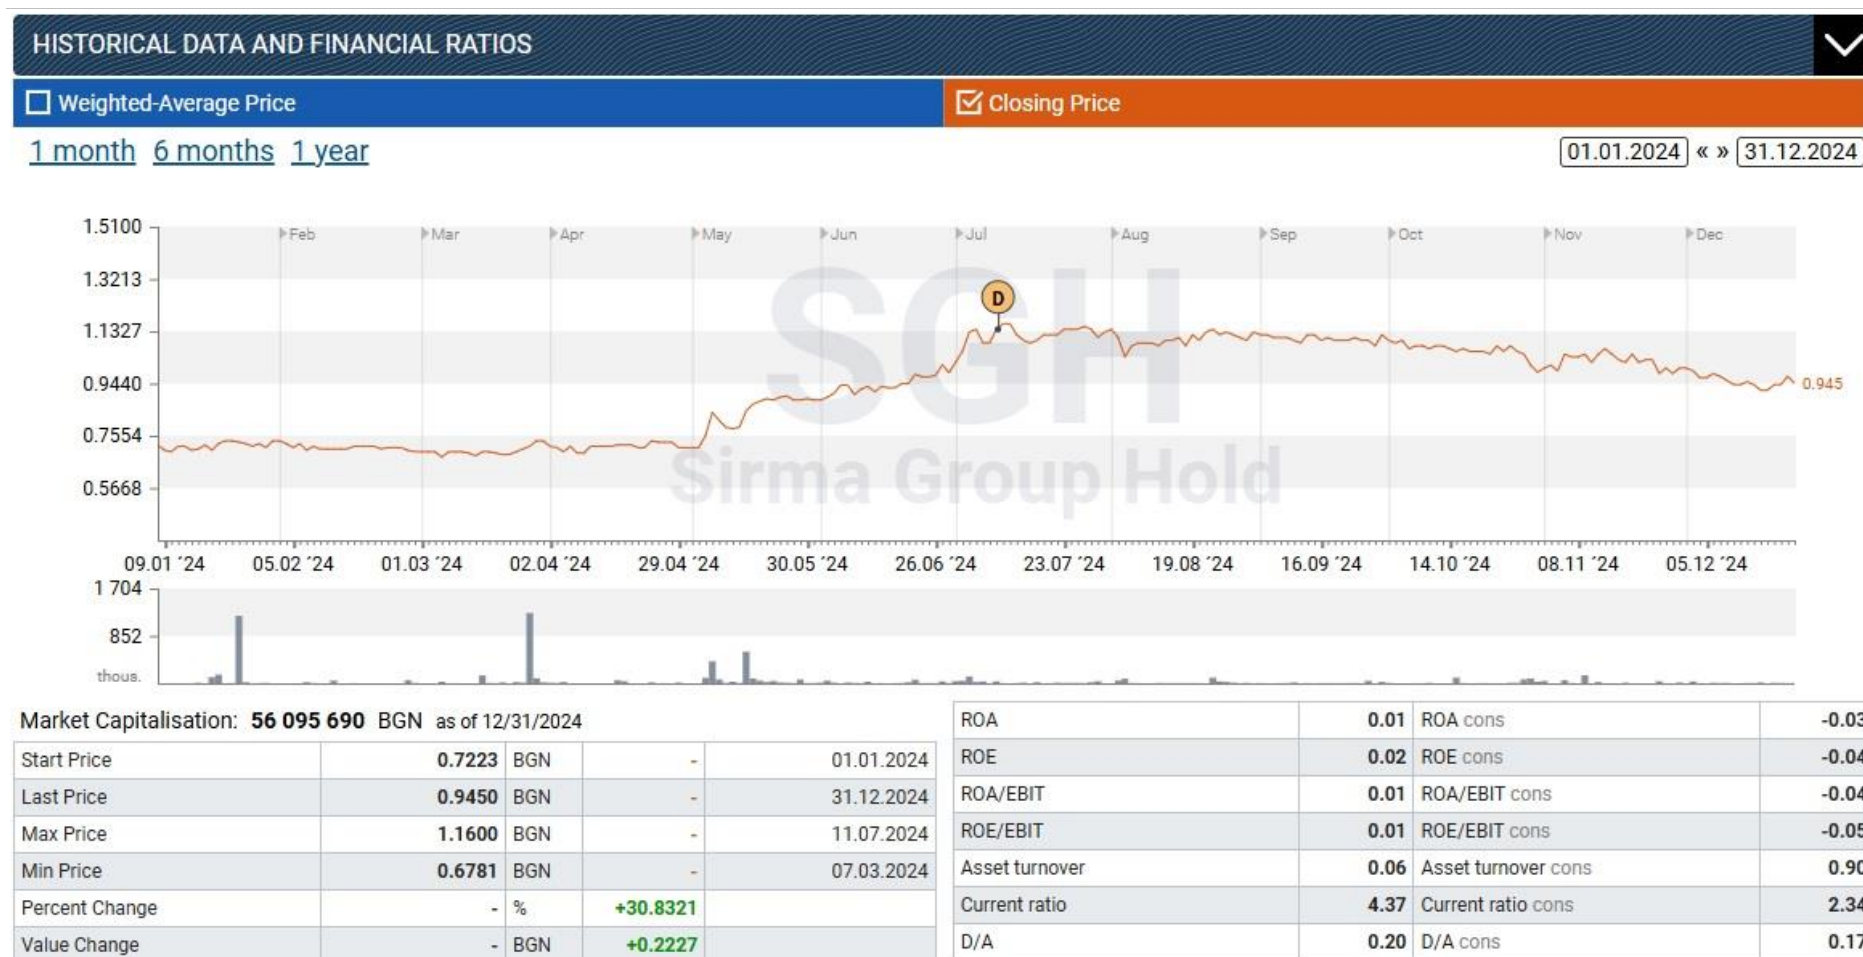 HISTORICAL DATA AND FINANCIAL RATIOS
Weighted-Average Price Closing Price
1 month 6 months 1 year 01.01.2024 « » 31.12.2024
1.5100
1.3213
1.1327
0.9440
0.7554
0.5668
Feb Mar Apr May Jun Jul Aug Sep Oct Nov Dec
D
SGH
Sirma Group Hold
0.945
09.01 ´24 05.02 ´24 01.03 ´24 02.04 ´24 29.04 ´24 30.05 ´24 26.06 ´24 23.07 ´24 19.08 ´24 16.09 ´24 14.10 ´24 08.11 ´24 05.12 ´24
1 704
852
thous.
Market Capitalisation: 56 095 690 BGN as of 12/31/2024
Start Price 0.7223 BGN - 01.01.2024
Last Price 0.9450 BGN - 31.12.2024
Max Price 1.1600 BGN - 11.07.2024
Min Price 0.6781 BGN - 07.03.2024
Percent Change - % +30.8321
Value Change - BGN +0.2227
ROA 0.01 ROA cons -0.03
ROE 0.02 ROE cons -0.04
ROA/EBIT 0.01 ROA/EBIT cons -0.04
ROE/EBIT 0.01 ROE/EBIT cons -0.05
Asset turnover 0.06 Asset turnover cons 0.90
Current ratio 4.37 Current ratio cons 2.34
D/A 0.20 D/A cons 0.17